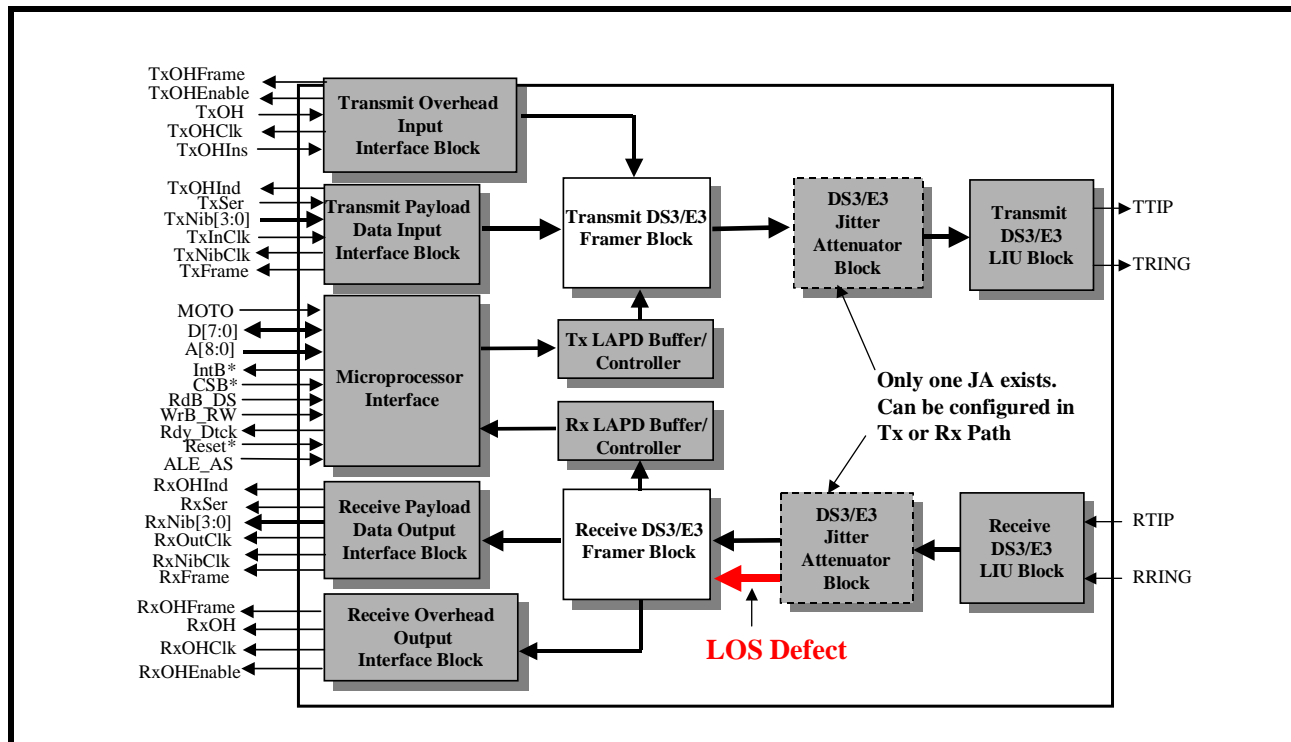 TxOHFrame
TxOHEnable
TxOH
TxOHClk
TxOHIns
Transmit Overhead
Input
Interface Block
TxOHInd
TxSer
TxNib[3:0]
TxInClk
TxNibClk
TxFrame
Transmit Payload
Data Input
Interface Block
Transmit DS3/E3
Framer Block
DS3/E3
Jitter
Attenuator
Block
Transmit
DS3/E3
LIU Block
TTIP
TRING
MOTO
D[7:0]
A[8:0]
IntB*
CSB*
RdB_DS
WrB_RW
Rdy_Dtck
Reset*
ALE_AS
Microprocessor
Interface
Tx LAPD Buffer/
Controller
Rx LAPD Buffer/
Controller
Only one JA exists.
Can be configured in
Tx or Rx Path
RxOHInd
RxSer
RxNib[3:0]
RxOutClk
RxNibClk
RxFrame
Receive Payload
Data Output
Interface Block
Receive DS3/E3
Framer Block
DS3/E3
Jitter
Attenuator
Block
Receive
DS3/E3
LIU Block
RTIP
RRING
RxOHFrame
RxOH
RxOHClk
RxOHEnable
Receive Overhead
Output
Interface Block
LOS Defect